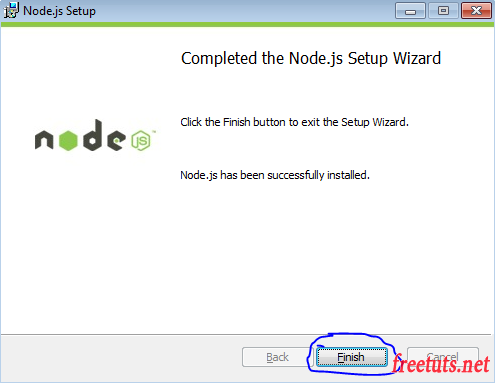 Node.js Setup
Completed the Node.js Setup Wizard
node JS™
Click the Finish button to exit the Setup Wizard.
Node.js has been successfully installed.
Back Finish Cancel
freetuts.net